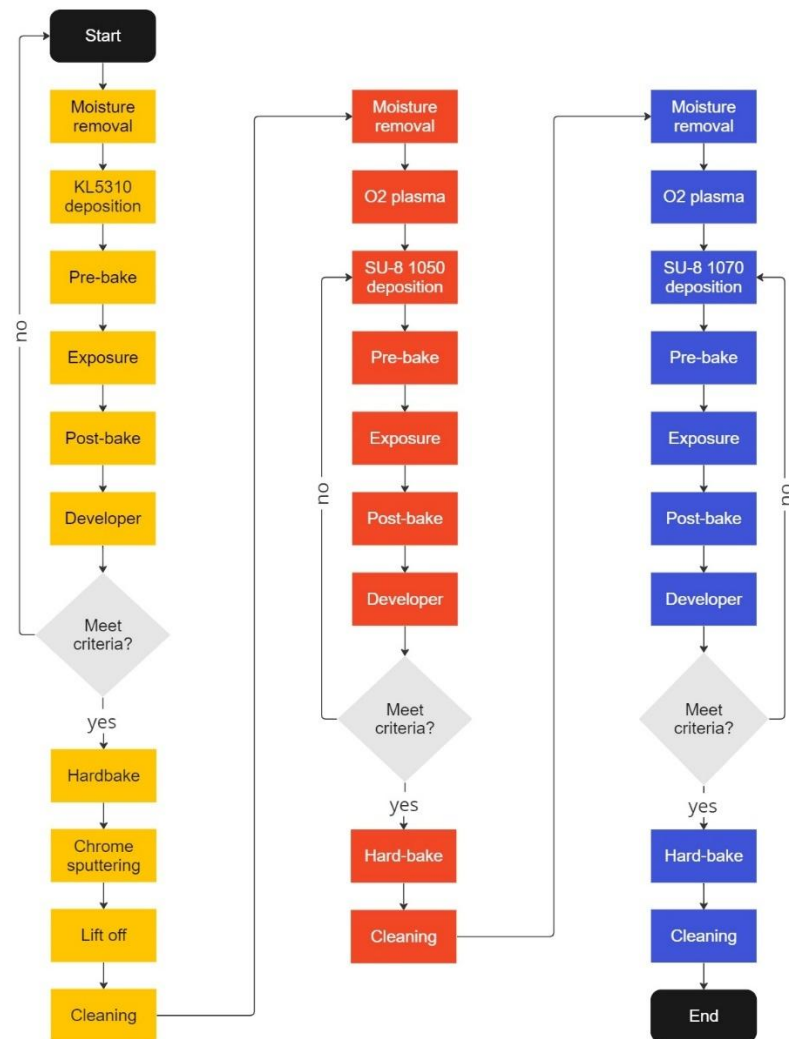 Start
Moisture
removal
KL5310
deposition
Pre-bake
Exposure
Post-bake
Developer
Meet
criteria?
no
yes
Hardbake
Chrome
sputtering
Lift off
Cleaning
Moisture
removal
O2 plasma
SU-8 1050
deposition
Pre-bake
Exposure
Post-bake
Developer
Meet
criteria?
no
yes
Hard-bake
Cleaning
Moisture
removal
O2 plasma
SU-8 1070
deposition
Pre-bake
Exposure
Post-bake
Developer
Meet
criteria?
no
yes
Hard-bake
Cleaning
End